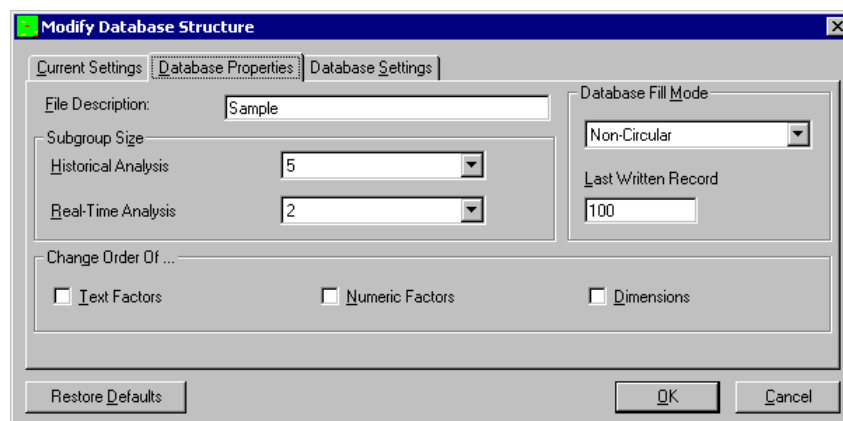 Modify Database Structure
Current Settings Database Properties Database Settings
File Description: Sample
Database Fill Mode
Non-Circular
Subgroup Size
Historical Analysis 5
Last Written Record
Real-Time Analysis 2
100
Change Order Of ...
Text Factors Numeric Factors Dimensions
Restore Defaults OK Cancel